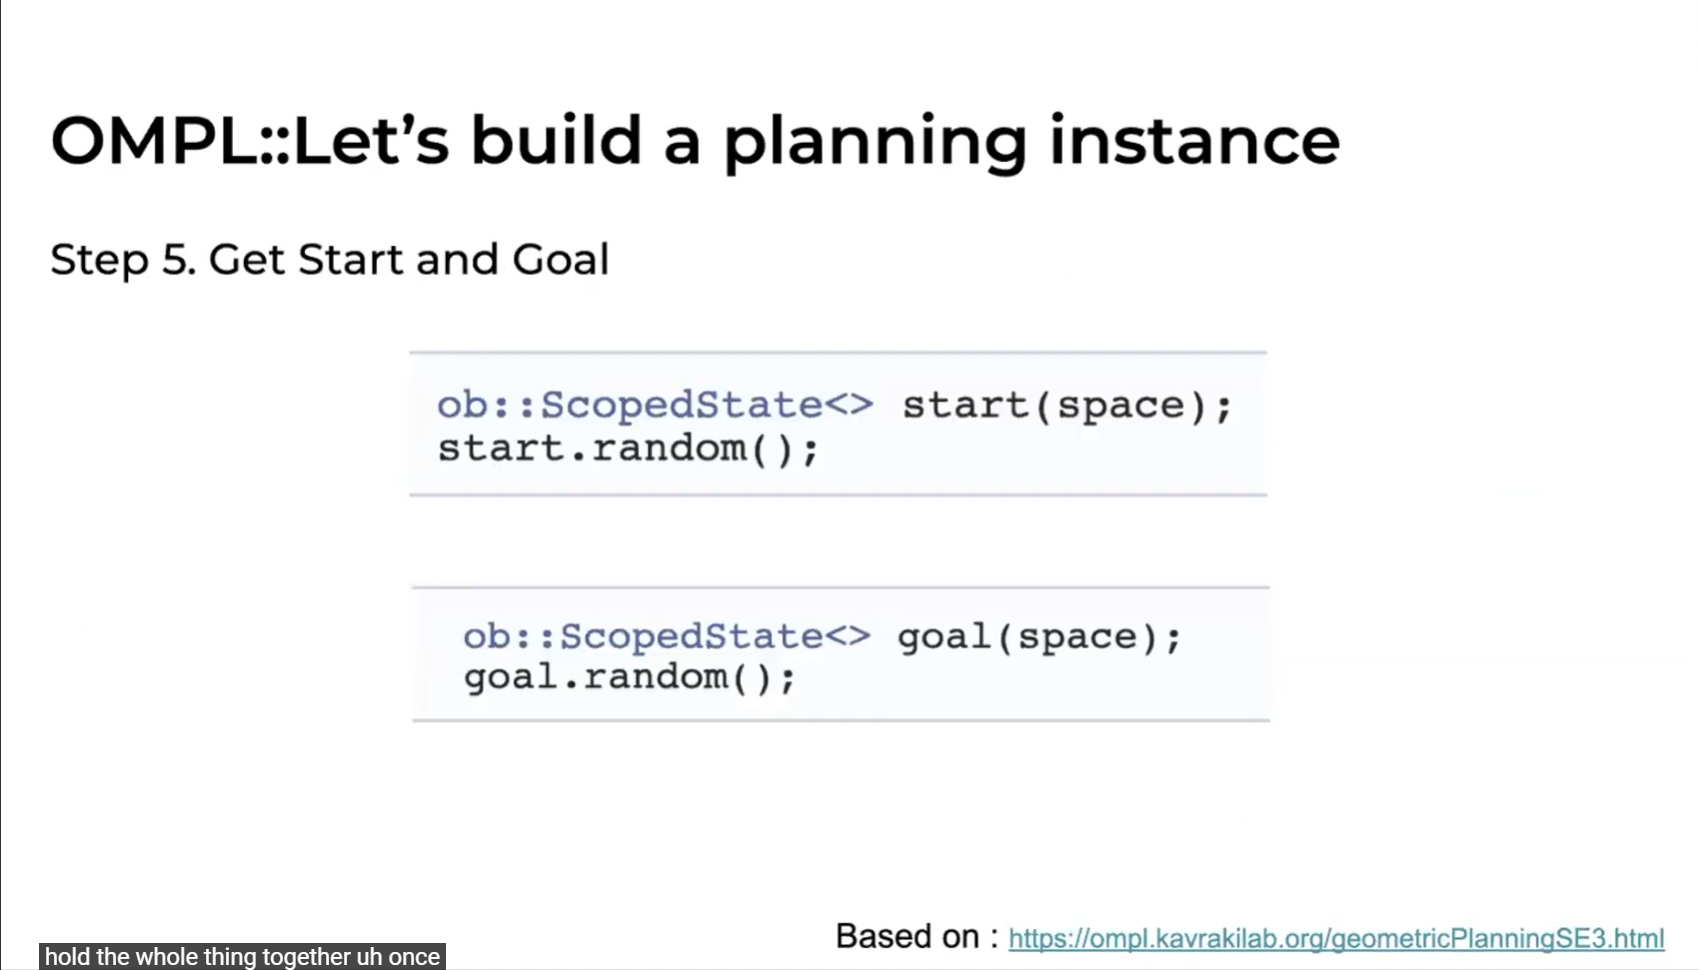 OMPL::Let’s build a planning instance
Step 5. Get Start and Goal
ob::ScopedState<> start(space);
start.random();
ob::ScopedState<> goal(space);
goal.random();
Based on : https://ompl.kavrakilab.org/geometricPlanningSE3.html
hold the whole thing together uh once